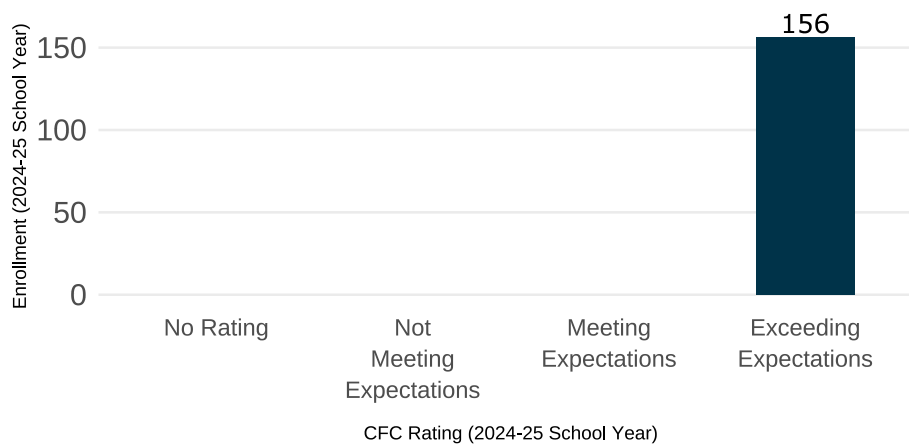 156
Enrollment (2024-25 School Year)
150
100
50
0
No Rating
Not
Meeting
Expectations
Meeting
Expectations
Exceeding
Expectations
CFC Rating (2024-25 School Year)